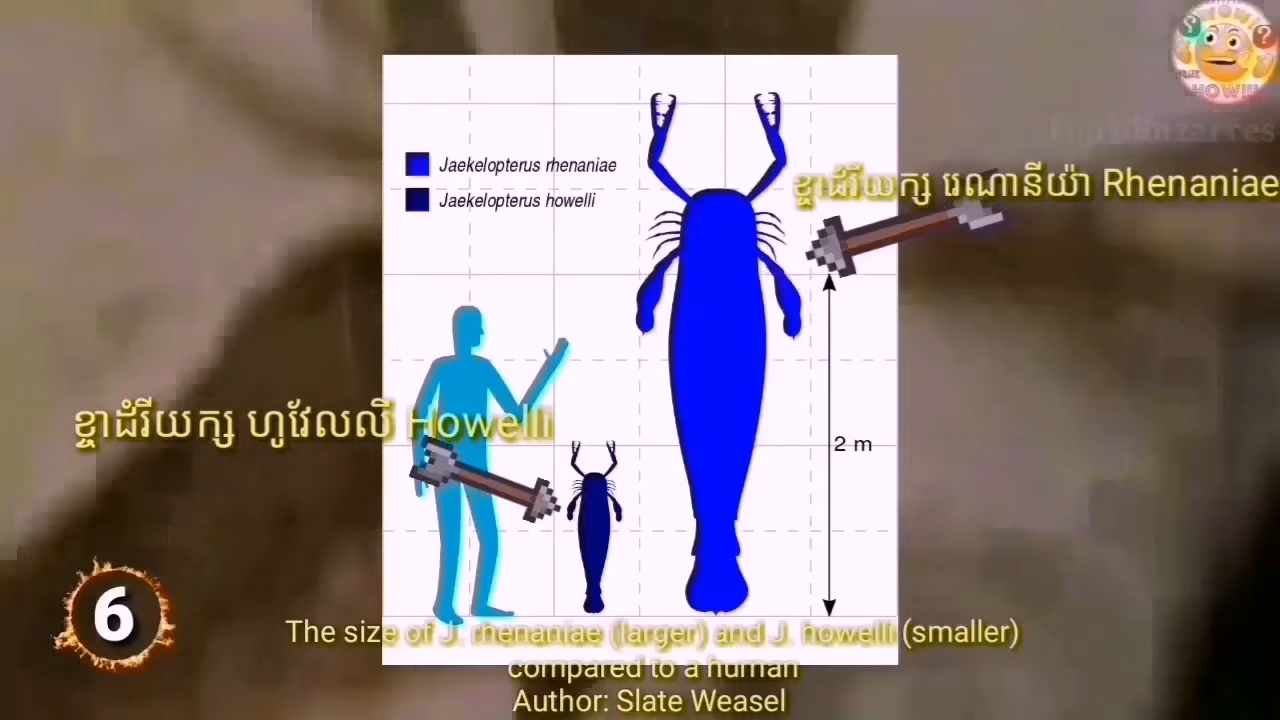 Jaekelopterus rhenaniae
Jaekelopterus howelli
ខ្ចាដំរីយក្ស រេណានីយ៉ា Rhenaniae
ខ្ចាដំរីយក្ស ហូវែលលី Howelli
2 m
6
The size of J. rhenaniae (larger) and J. howelli (smaller)
compared to a human
Author: Slate Weasel